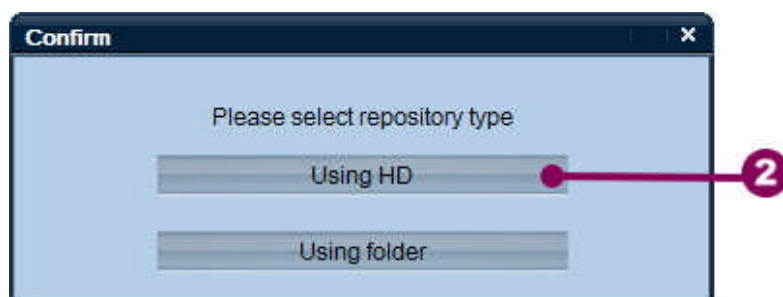 Confirm
Please select repository type
Using HD
2
Using folder